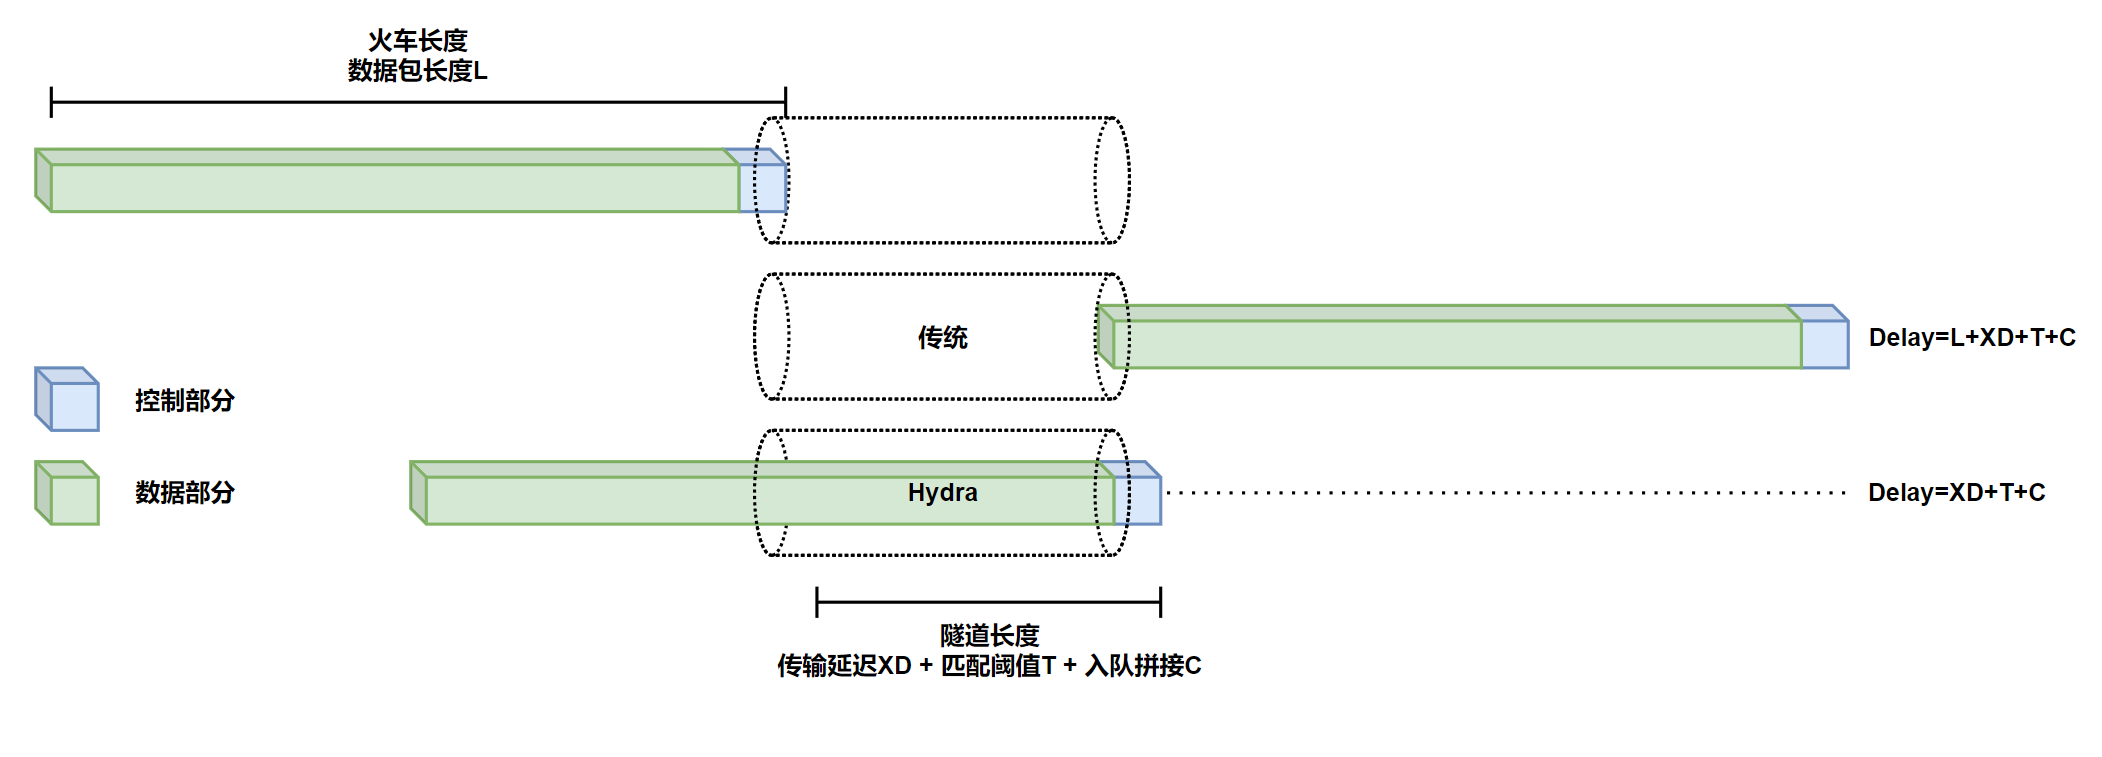 火车长度
数据包长度L
传统
Delay=L+XD+T+C
控制部分
数据部分
Hydra
Delay=XD+T+C
隧道长度
传输延迟XD + 匹配阈值T + 入队拼接C